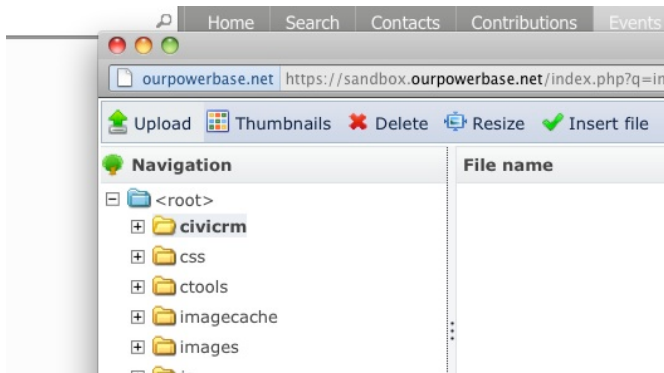 Home Search Contacts Contributions Events
ourpowerbase.net https://sandbox.ourpowerbase.net/index.php?q=in
Upload Thumbnails Delete Resize Insert file
Navigation File name
<root>
civicrm
css
ctools
imagecache
images